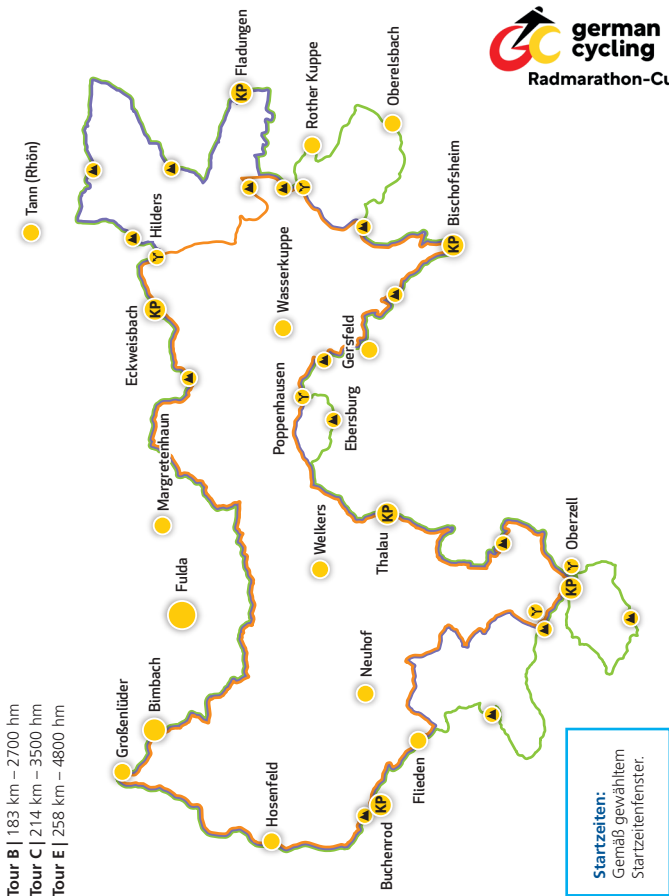 german
cycling
Radmarathon-Cu
Tour B | 183 km – 2700 hm
Tour C | 214 km – 3500 hm
Tour E | 258 km – 4800 hm
Tann (Rhön)
Fladungen
KP
Rother Kuppe
Oberelsbach
Hilders
Eckweisbach
KP
Wasserkuppe
Bischofsheim
KP
Gersfeld
Poppenhausen
Ebersburg
Margretenhaun
Fulda
Welkers
Thalau
KP
Oberzell
KP
Großenlüder
Bimbach
Neuhof
Flieden
Hosenfeld
Buchenrod
KP
Startzeiten:
Gemäß gewähltem
Startzeitenfenster.